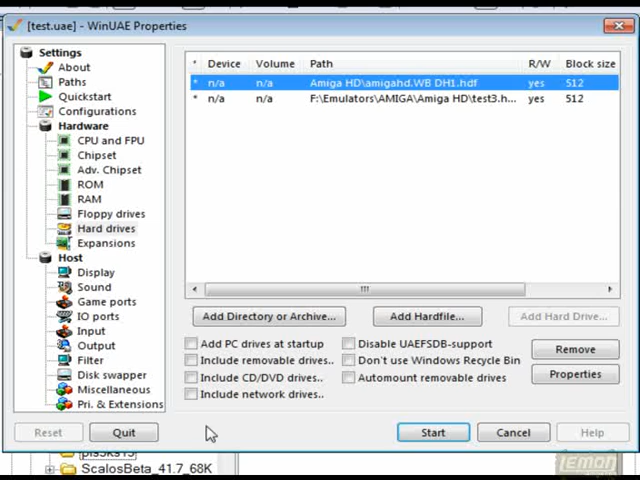 [test.uae] - WinUAE Properties
Settings
About
Paths
Quickstart
Configurations
Hardware
CPU and FPU
Chipset
Adv. Chipset
ROM
RAM
Floppy drives
Hard drives
Expansions
Host
Display
Sound
Game ports
IO ports
Input
Output
Filter
Disk swapper
Miscellaneous
Pri. & Extensions
* Device Volume Path R/W Block size
* n/a n/a Amiga HD\amigahd.WB DH1.hdf yes 512
* n/a n/a F:\Emulators\AMIGA\Amiga HD\test3.h... yes 512
Add Directory or Archive... Add Hardfile... Add Hard Drive...
Add PC drives at startup Disable UAEFSDB-support Remove
Include removable drives.. Don't use Windows Recycle Bin
Include CD/DVD drives.. Automount removable drives Properties
Include network drives..
Reset Quit Start Cancel Help
ScalosBeta_41.7_68K
Lemon